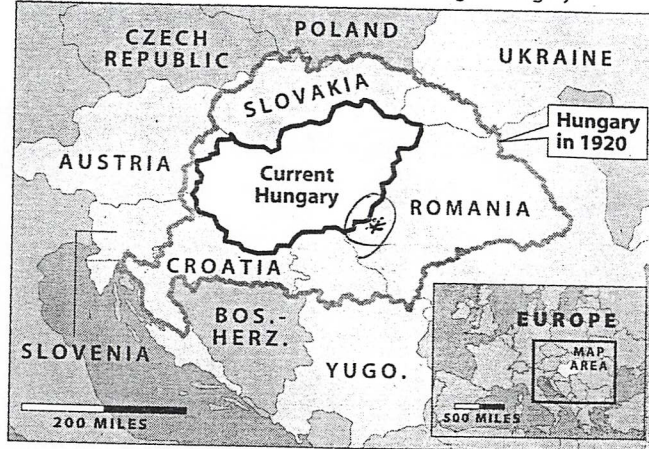 POLAND
CZECH
REPUBLIC
UKRAINE
SLOVAKIA
Hungary
in 1920
AUSTRIA
Current
Hungary
ROMANIA
CROATIA
BOS.-
HERZ.
SLOVENIA
YUGO.
EUROPE
MAP
AREA
200 MILES
500 MILES